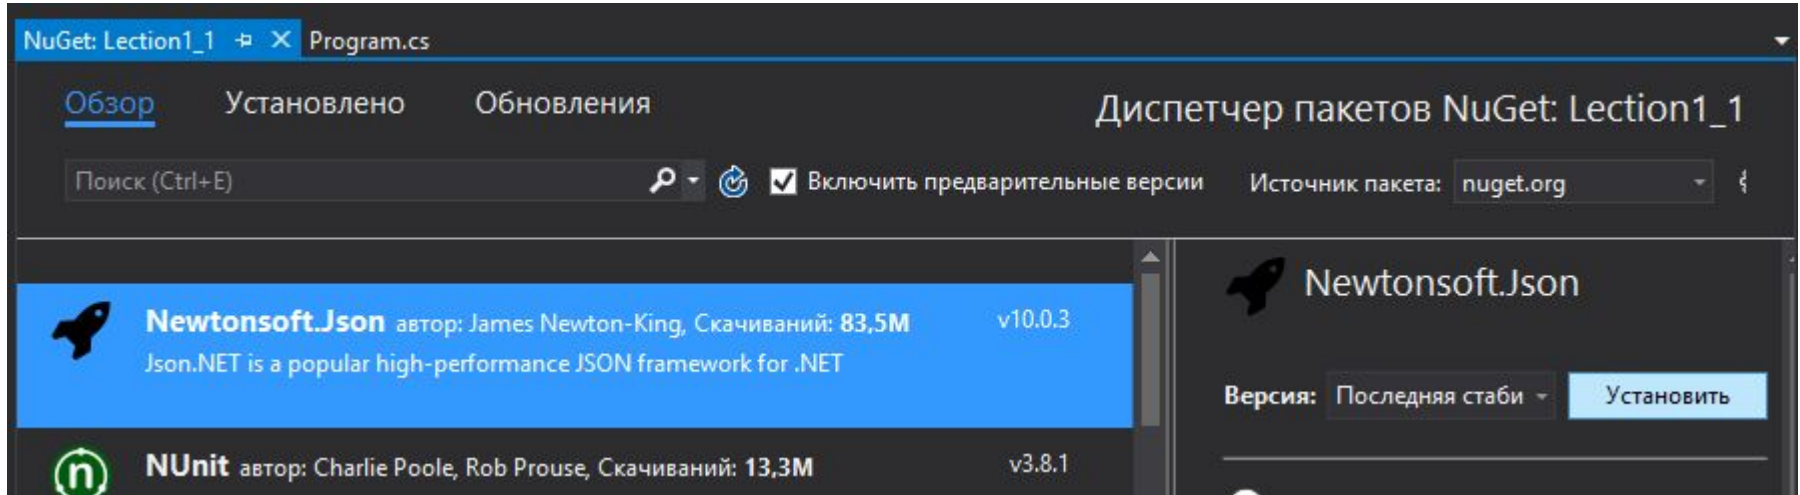 NuGet: Lection1_1 Program.cs
Обзор Установлено Обновления Диспетчер пакетов NuGet: Lection1_1
Поиск (Ctrl+E) Включить предварительные версии Источник пакета: nuget.org
Newtonsoft.Json
Newtonsoft.Json автор: James Newton-King, Скачиваний: 83,5M v10.0.3
Json.NET is a popular high-performance JSON framework for .NET
Версия: Последняя стаби Установить
NUnit автор: Charlie Poole, Rob Prouse, Скачиваний: 13,3M v3.8.1